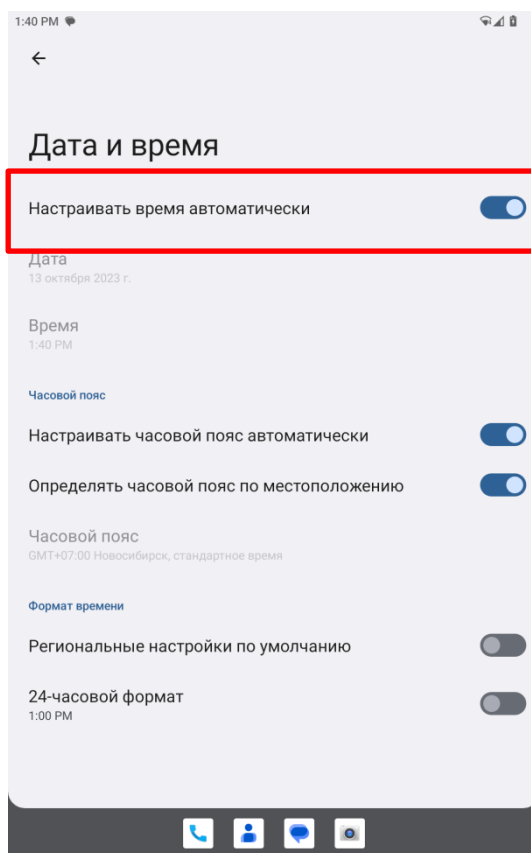 1:40 PM
Дата и время
Настраивать время автоматически
Дата
13 октября 2023 г.
Время
1:40 PM
Часовой пояс
Настраивать часовой пояс автоматически
Определять часовой пояс по местоположению
Часовой пояс
GMT+07:00 Новосибирск, стандартное время
Формат времени
Региональные настройки по умолчанию
24-часовой формат
1:00 PM